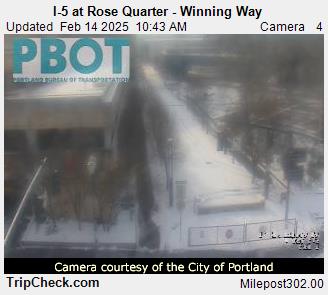 I-5 at Rose Quarter - Winning Way
Updated Feb 14 2025 10:43 AM Camera 4
PBOT
PORTLAND BUREAU OF TRANSPORTATION
Camera courtesy of the City of Portland
TripCheck.com Milepost302.00